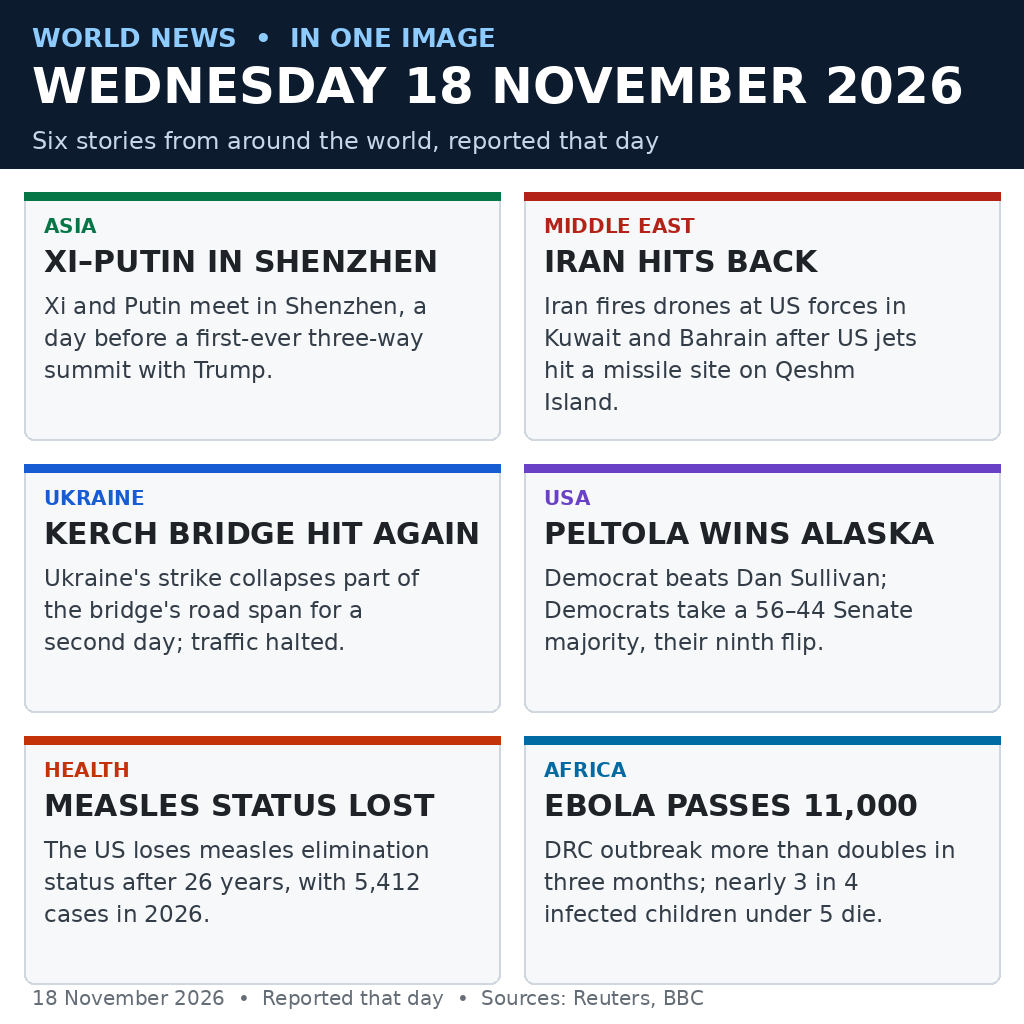 WORLD NEWS • IN ONE IMAGE
WEDNESDAY 18 NOVEMBER 2026
Six stories from around the world, reported that day
ASIA
XI–PUTIN IN SHENZHEN
Xi and Putin meet in Shenzhen, a
day before a first-ever three-way
summit with Trump.
MIDDLE EAST
IRAN HITS BACK
Iran fires drones at US forces in
Kuwait and Bahrain after US jets
hit a missile site on Qeshm
Island.
UKRAINE
KERCH BRIDGE HIT AGAIN
Ukraine's strike collapses part of
the bridge's road span for a
second day; traffic halted.
USA
PELTOLA WINS ALASKA
Democrat beats Dan Sullivan;
Democrats take a 56–44 Senate
majority, their ninth flip.
HEALTH
MEASLES STATUS LOST
The US loses measles elimination
status after 26 years, with 5,412
cases in 2026.
AFRICA
EBOLA PASSES 11,000
DRC outbreak more than doubles in
three months; nearly 3 in 4
infected children under 5 die.
18 November 2026 • Reported that day • Sources: Reuters, BBC